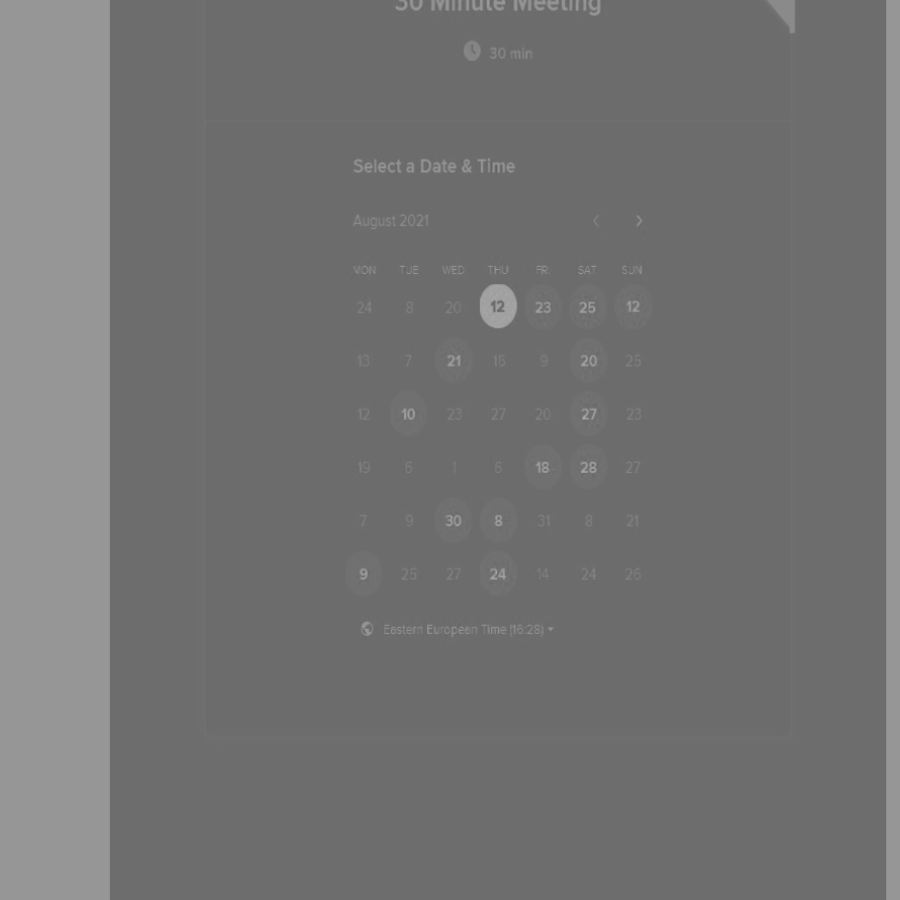 30 Minute Meeting
30 min
Select a Date & Time
August 2021
MON TUE WED THU FRI SAT SUN
24 8 20 12 23 25 12
13 7 21 15 9 20 25
12 10 23 27 20 27 23
19 6 1 6 18 28 27
7 9 30 8 31 8 21
9 25 27 24 14 24 26
Eastern European Time (16:28)